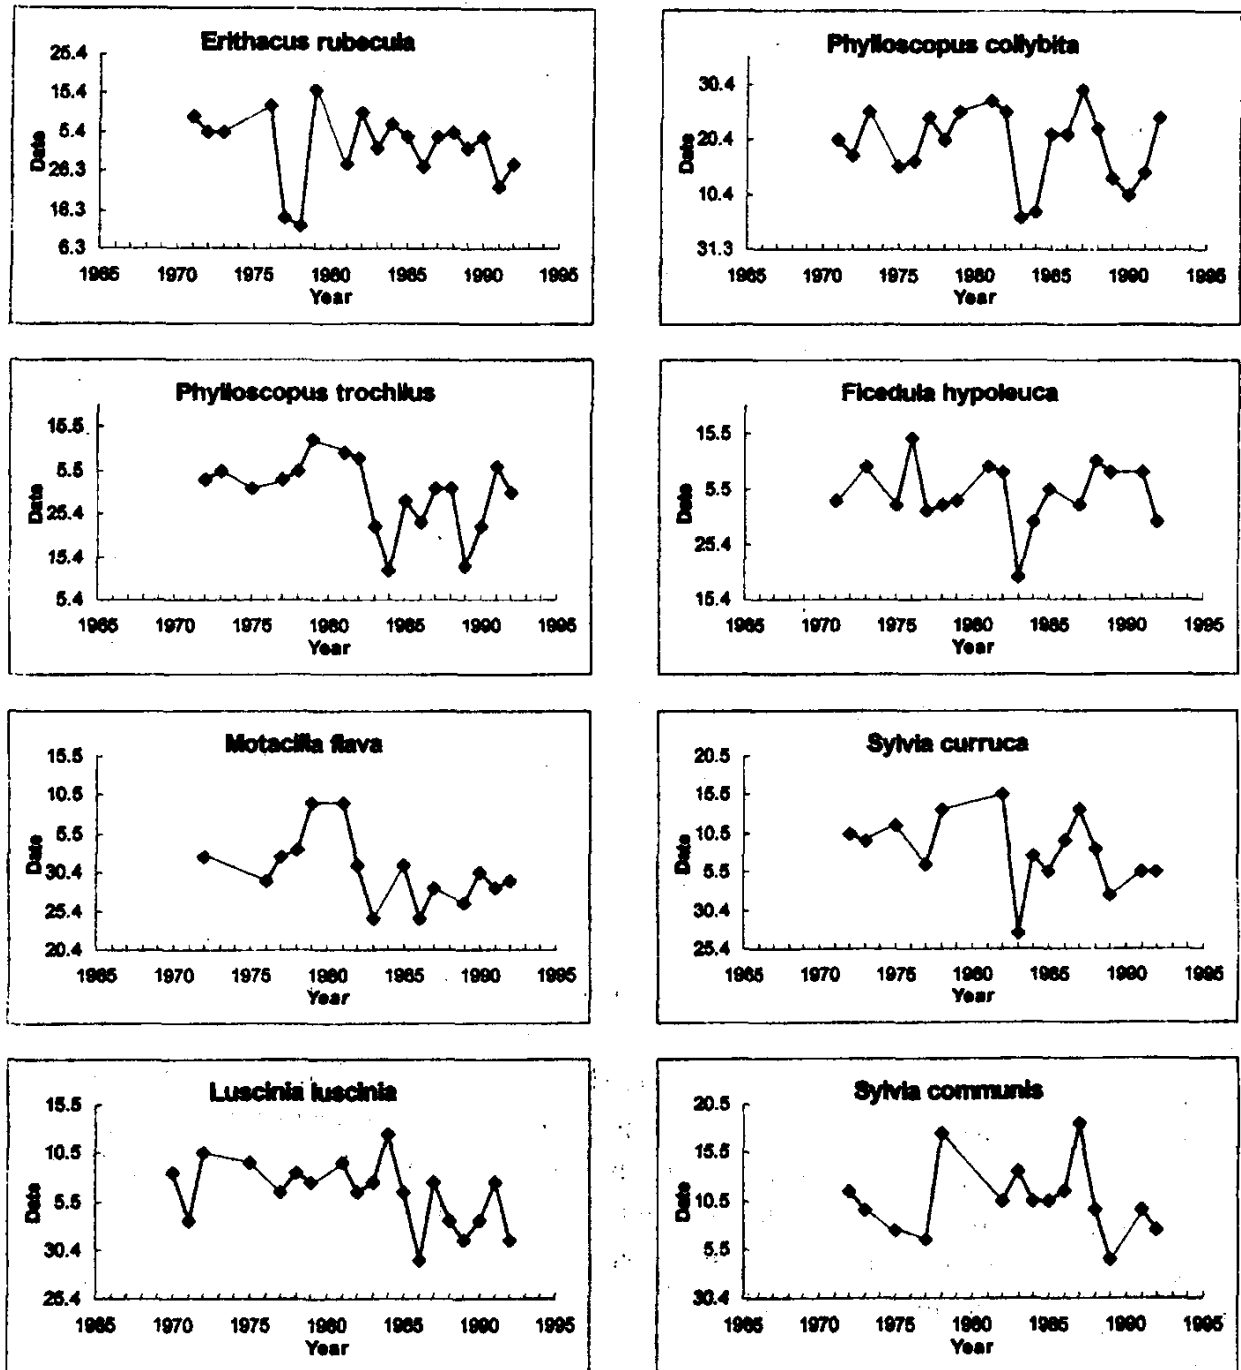 Erithacus rubecula
25.4
15.4
5.4
26.3
16.3
6.3
Date
1965 1970 1975 1980 1985 1990 1995
Year
Phylloscopus collybita
30.4
20.4
10.4
31.3
Date
1965 1970 1975 1980 1985 1990 1995
Year
Phylloscopus trochilus
15.5
5.5
25.4
15.4
5.4
Date
1965 1970 1975 1980 1985 1990 1995
Year
Ficedula hypoleuca
15.5
5.5
25.4
15.4
Date
1965 1970 1975 1980 1985 1990 1995
Year
Motacilla flava
15.5
10.5
5.5
30.4
25.4
20.4
Date
1965 1970 1975 1980 1985 1990 1995
Year
Sylvia curruca
20.5
15.5
10.5
5.5
30.4
25.4
Date
1965 1970 1975 1980 1985 1990 1995
Year
Luscinia luscinia
15.5
10.5
5.5
30.4
25.4
Date
1965 1970 1975 1980 1985 1990 1995
Year
Sylvia communis
20.5
15.5
10.5
5.5
30.4
Date
1965 1970 1975 1980 1985 1990 1995
Year